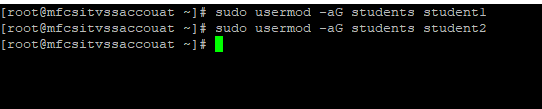 [root@mfcsitvssaccouat ~]# sudo usermod -aG students student1
[root@mfcsitvssaccouat ~]# sudo usermod -aG students student2
[root@mfcsitvssaccouat ~]#